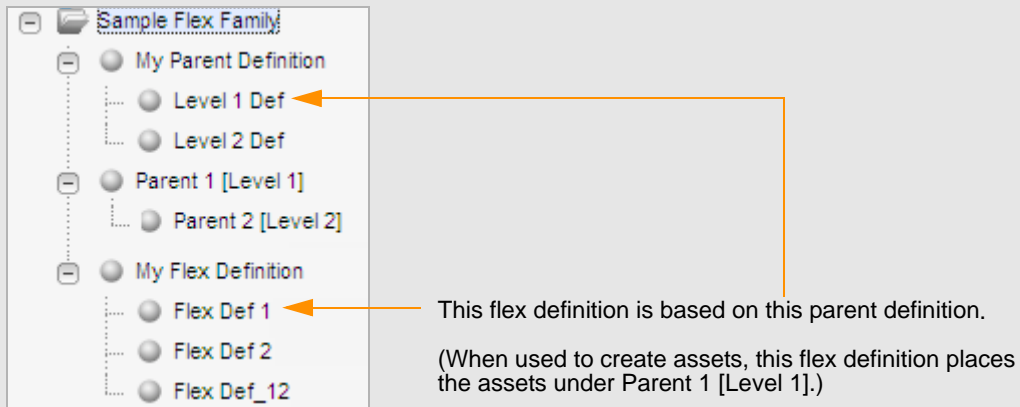 Sample Flex Family
My Parent Definition
Level 1 Def
Level 2 Def
Parent 1 [Level 1]
Parent 2 [Level 2]
My Flex Definition
Flex Def 1
Flex Def 2
Flex Def_12
This flex definition is based on this parent definition.
(When used to create assets, this flex definition places
the assets under Parent 1 [Level 1].)